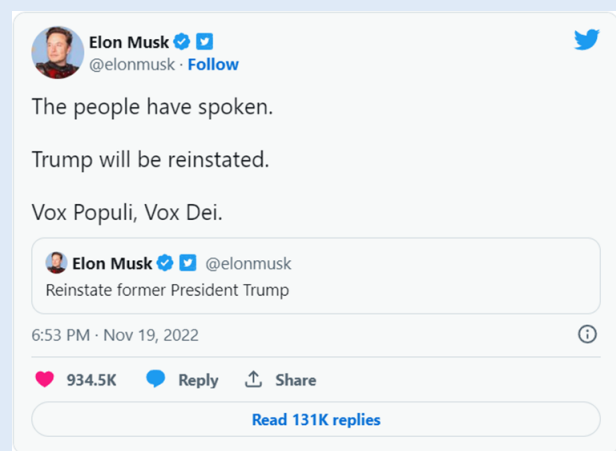 Elon Musk
@elonmusk · Follow
The people have spoken.
Trump will be reinstated.
Vox Populi, Vox Dei.
Elon Musk @elonmusk
Reinstate former President Trump
6:53 PM · Nov 19, 2022
934.5K Reply Share
Read 131K replies